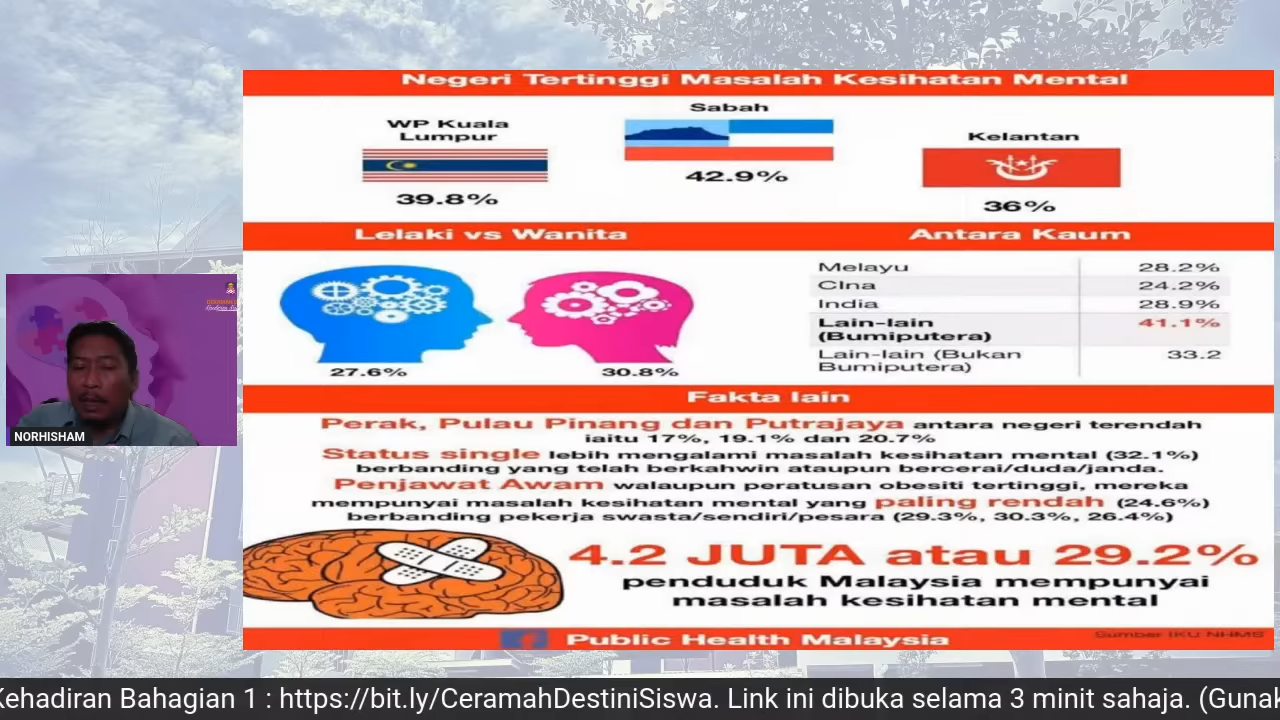 Negeri Tertinggi Masalah Kesihatan Mental
Sabah
WP Kuala
Lumpur
Kelantan
42.9%
39.8%
36%
Lelaki vs Wanita
Antara Kaum
Melayu 28.2%
CIna 24.2%
India 28.9%
Lain-lain
(Bumiputera) 41.1%
Lain-lain (Bukan
Bumiputera) 33.2
27.6%
30.8%
Fakta lain
Perak, Pulau Pinang dan Putrajaya antara negeri terendah
iaitu 17%, 19.1% dan 20.7%
Status single lebih mengalami masalah kesihatan mental (32.1%)
berbanding yang telah berkahwin ataupun bercerai/duda/janda.
Penjawat Awam walaupun peratusan obesiti tertinggi, mereka
mempunyai masalah kesihatan mental yang paling rendah (24.6%)
berbanding pekerja swasta/sendiri/pesara (29.3%, 30.3%, 26.4%)
4.2 JUTA atau 29.2%
penduduk Malaysia mempunyai
masalah kesihatan mental
Public Health Malaysia
Sumber IKU NHMS
NORHISHAM
Kehadiran Bahagian 1 : https://bit.ly/CeramahDestiniSiswa. Link ini dibuka selama 3 minit sahaja. (Gunak